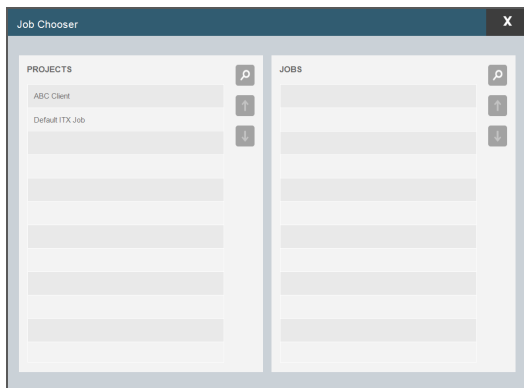 Job Chooser
X
PROJECTS
JOBS
ABC Client
Default ITX Job